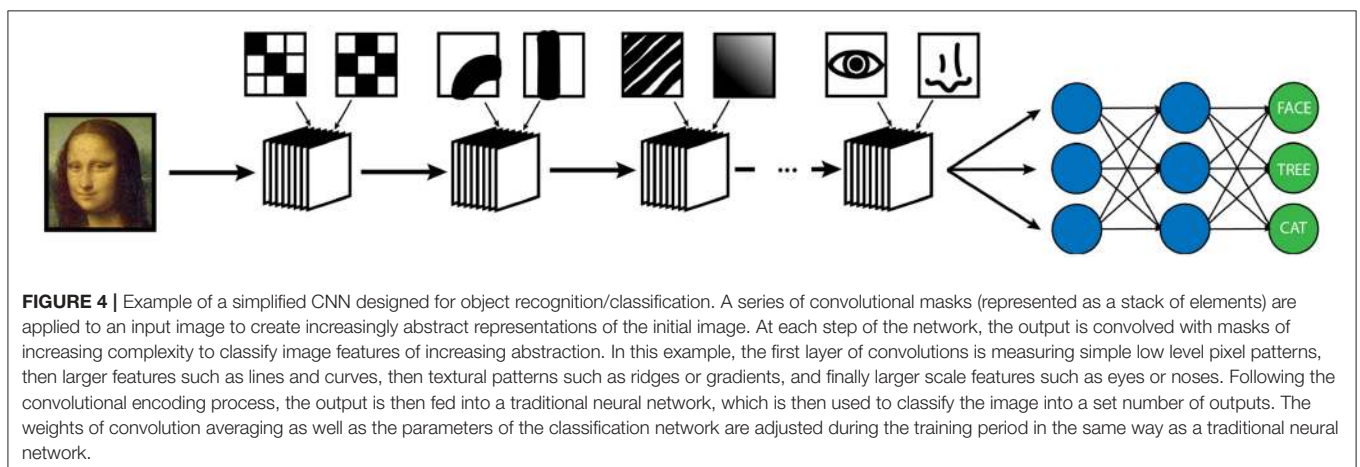 ...
FACE
TREE
CAT
FIGURE 4 | Example of a simplified CNN designed for object recognition/classification. A series of convolutional masks (represented as a stack of elements) are
applied to an input image to create increasingly abstract representations of the initial image. At each step of the network, the output is convolved with masks of
increasing complexity to classify image features of increasing abstraction. In this example, the first layer of convolutions is measuring simple low level pixel patterns,
then larger features such as lines and curves, then textural patterns such as ridges or gradients, and finally larger scale features such as eyes or noses. Following the
convolutional encoding process, the output is then fed into a traditional neural network, which is then used to classify the image into a set number of outputs. The
weights of convolution averaging as well as the parameters of the classification network are adjusted during the training period in the same way as a traditional neural
network.